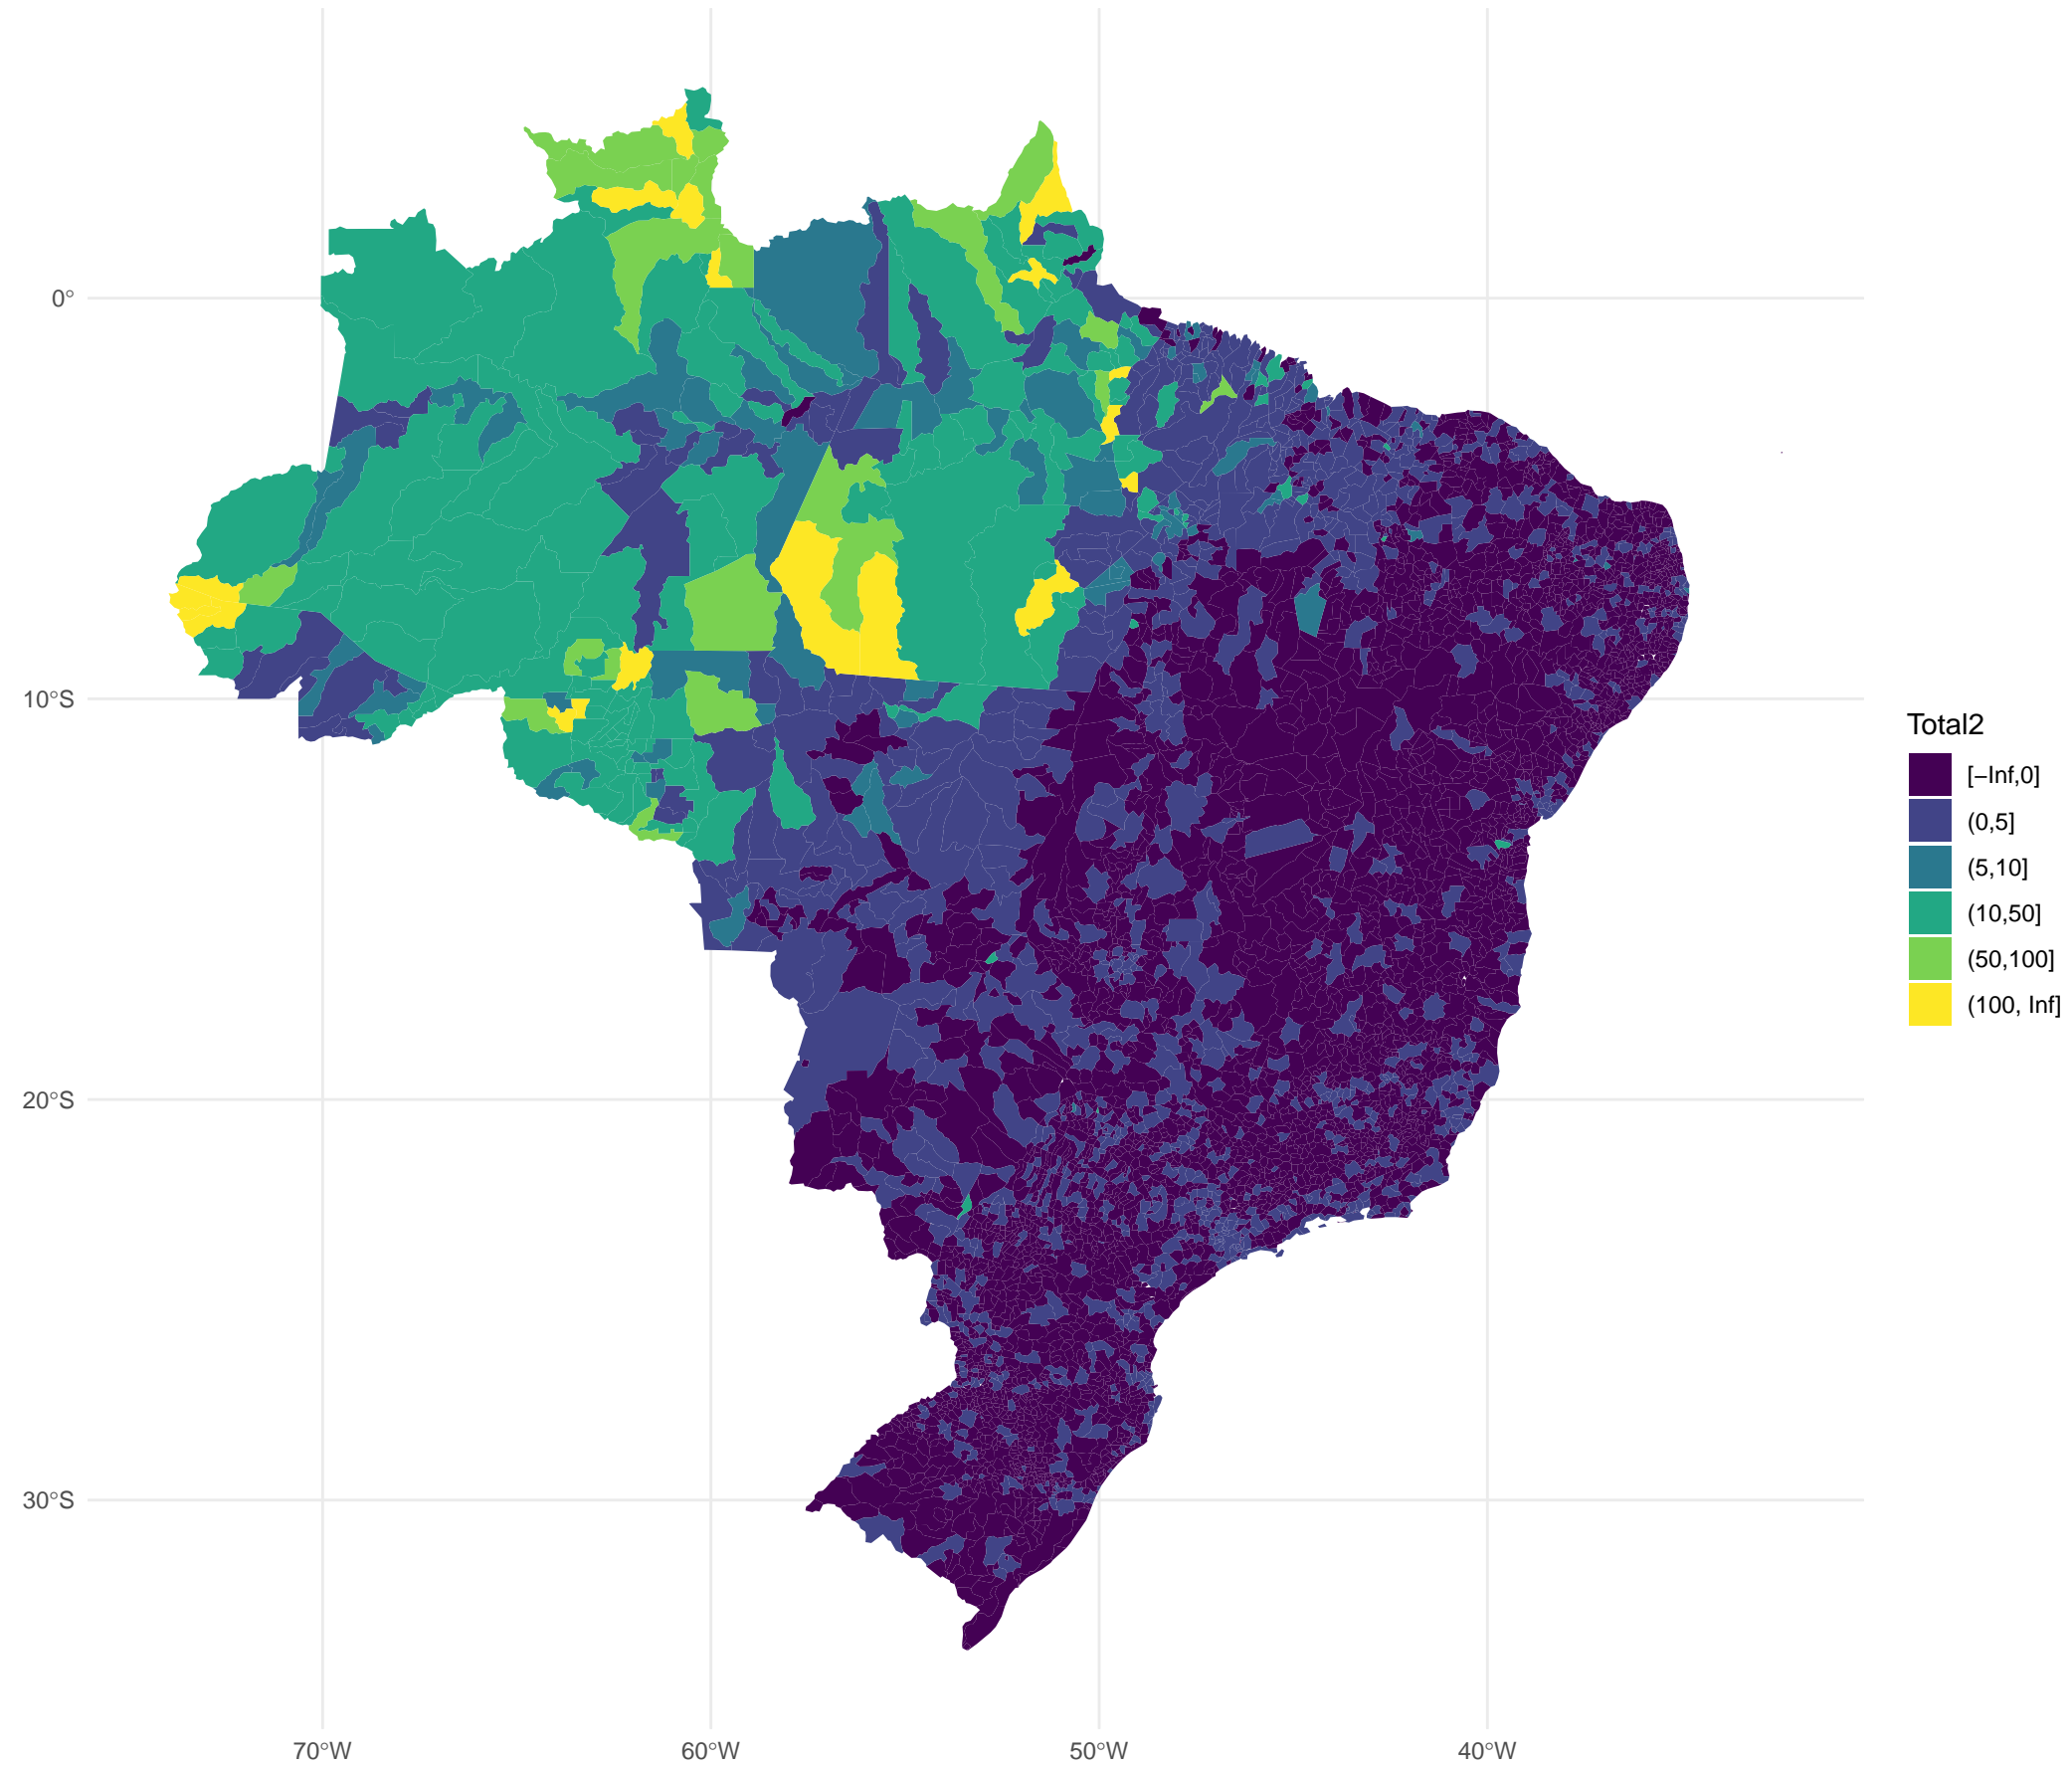 0°
10°S
20°S
30°S
70°W
60°W
50°W
40°W
Total2
[−Inf,0]
(0,5]
(5,10]
(10,50]
(50,100]
(100, Inf]